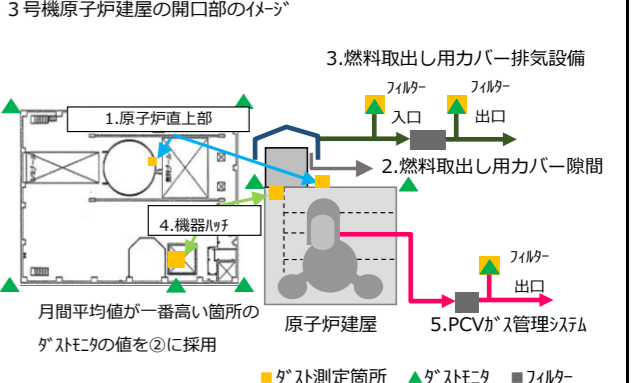 ３号機原子炉建屋の開口部のｲﾒｰｼﾞ
3.燃料取出し用カバー排気設備
ﾌｨﾙﾀｰ
ﾌｨﾙﾀｰ
1.原子炉直上部
入口
出口
2.燃料取出し用カバー隙間
4.機器ﾊｯﾁ
ﾌｨﾙﾀｰ
出口
月間平均値が一番高い箇所の
ﾀﾞｽﾄﾓﾆﾀの値を②に採用
原子炉建屋
5.PCVｶﾞｽ管理ｼｽﾃﾑ
ﾀﾞｽﾄ測定箇所
ﾀﾞｽﾄﾓﾆﾀ
ﾌｨﾙﾀｰ